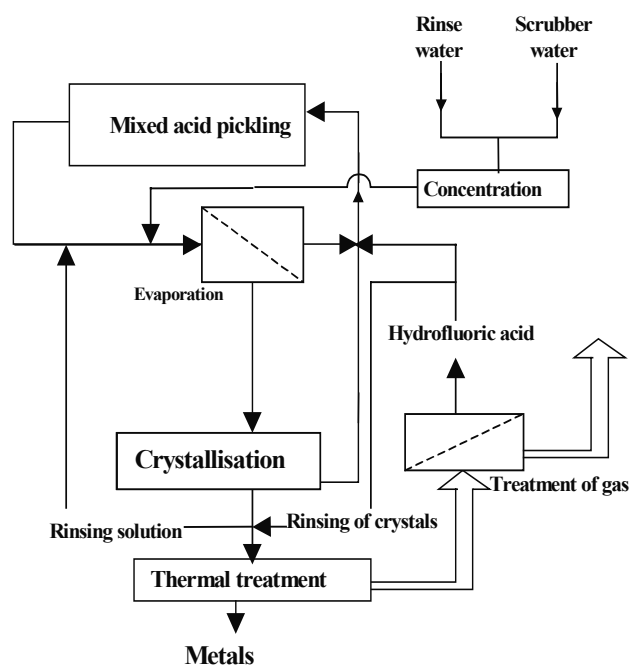 Rinse
water
Scrubber
water
Mixed acid pickling
Concentration
Evaporation
Hydrofluoric acid
Crystallisation
Treatment of gas
Rinsing solution
Rinsing of crystals
Thermal treatment
Metals